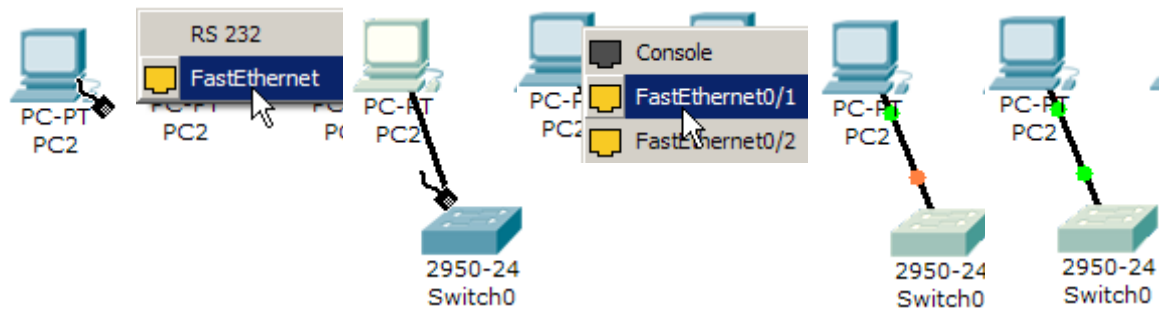 PC-PT
PC2
RS 232
FastEthernet
PC-PT
PC2
PC-PT
PC2
2950-24
Switch0
Console
FastEthernet0/1
FastEthernet0/2
PC2
PC-PT
PC2
2950-24
Switch0
PC-PT
PC2
2950-24
Switch0